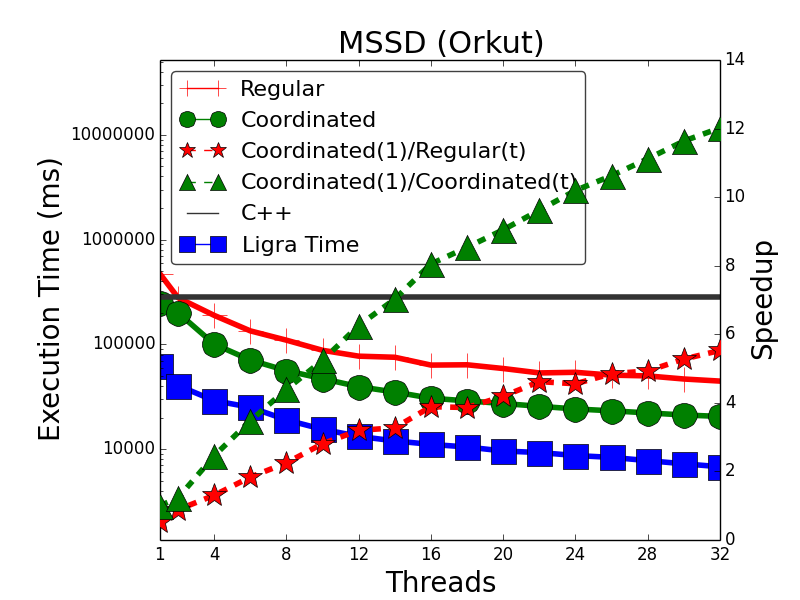 MSSD (Orkut)
Regular
Coordinated
Coordinated(1)/Regular(t)
Coordinated(1)/Coordinated(t)
C++
Ligra Time
Execution Time (ms)
10000000
1000000
100000
10000
Speedup
14
12
10
8
6
4
2
0
1 4 8 12 16 20 24 28 32
Threads